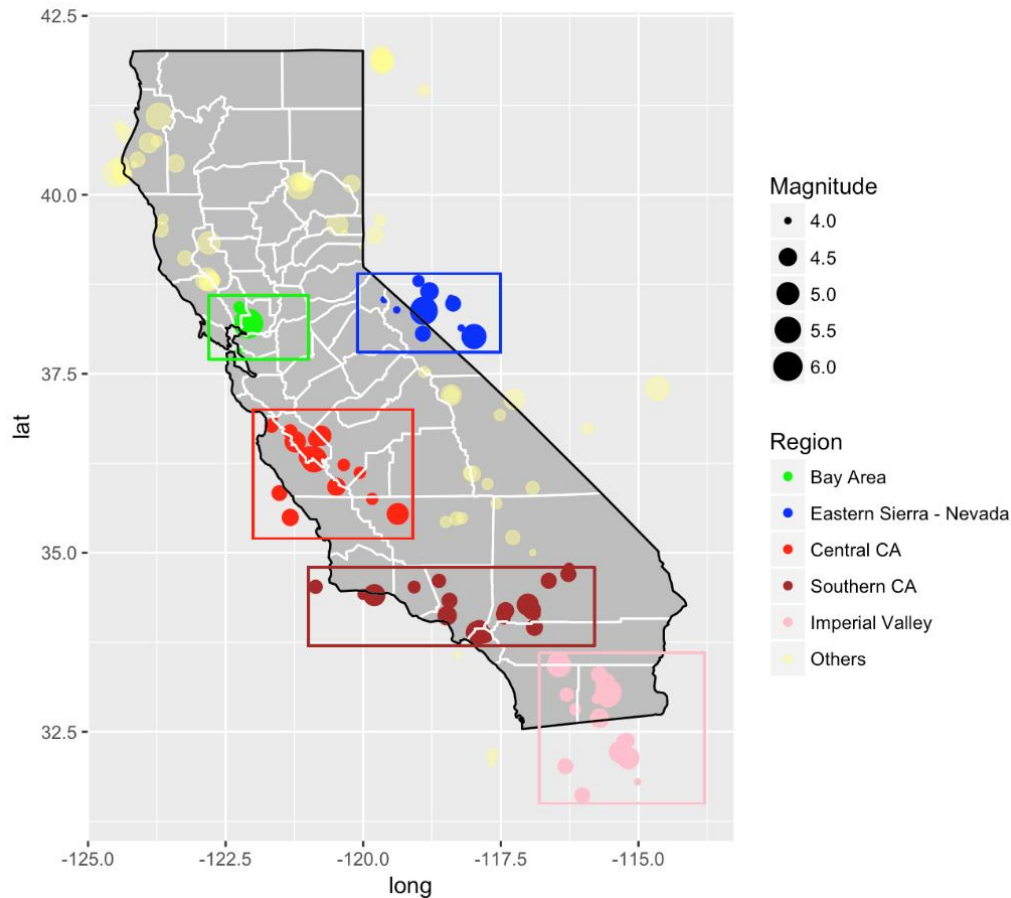 42.5
40.0
37.5
35.0
32.5
lat
-125.0
-122.5
-120.0
-117.5
-115.0
long
Magnitude
4.0
4.5
5.0
5.5
6.0
Region
Bay Area
Eastern Sierra - Nevada
Central CA
Southern CA
Imperial Valley
Others